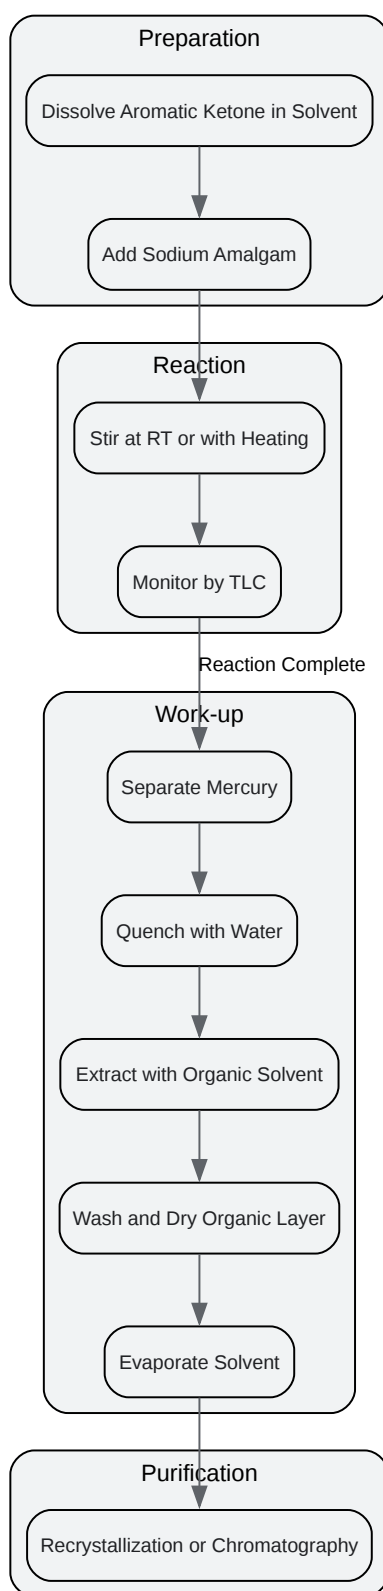 Preparation
Dissolve Aromatic Ketone in Solvent
Add Sodium Amalgam
Reaction
Stir at RT or with Heating
Monitor by TLC
Reaction Complete
Work-up
Separate Mercury
Quench with Water
Extract with Organic Solvent
Wash and Dry Organic Layer
Evaporate Solvent
Purification
Recrystallization or Chromatography